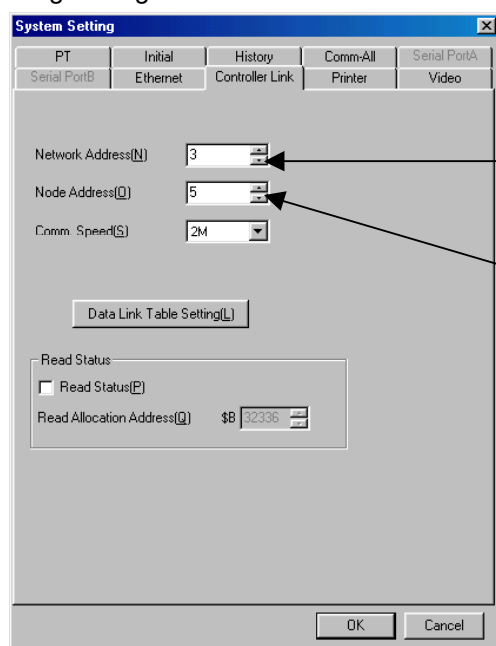 System Setting
PT Initial History Comm-All Serial PortA
Serial PortB Ethernet Controller Link Printer Video
Network Address(N) 3
Node Address(O) 5
Comm. Speed(S) 2M
Data Link Table Setting(L)
Read Status
Read Status(P)
Read Allocation Address(Q) $B 32336
OK Cancel